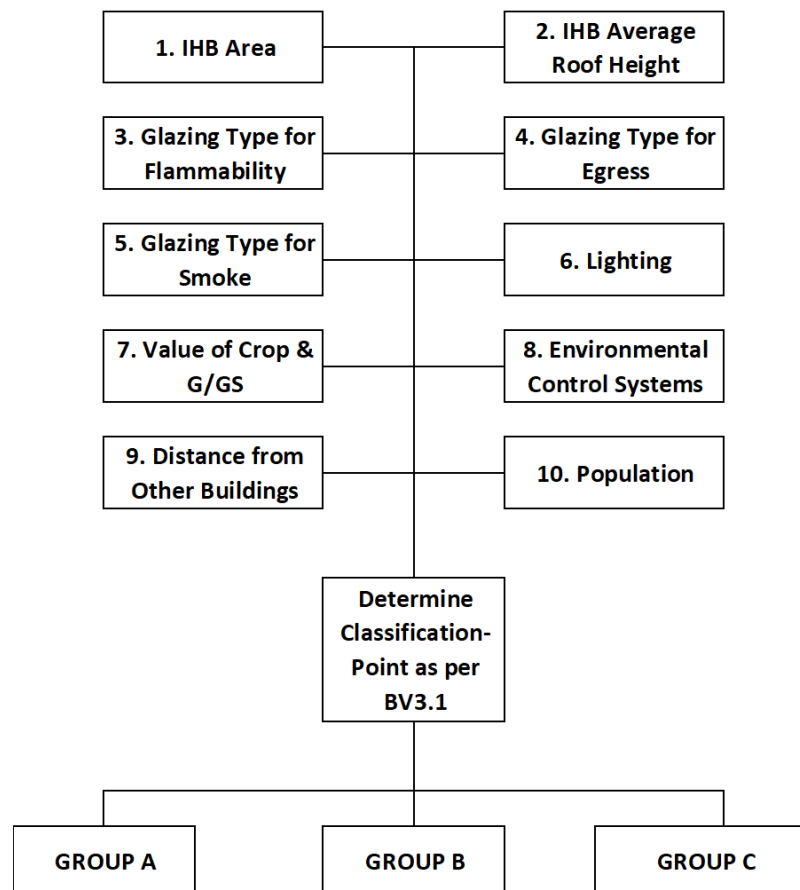 1. IHB Area
2. IHB Average
Roof Height
3. Glazing Type for
Flammability
4. Glazing Type for
Egress
5. Glazing Type for
Smoke
6. Lighting
7. Value of Crop &
G/GS
8. Environmental
Control Systems
9. Distance from
Other Buildings
10. Population
Determine
Classification-
Point as per
BV3.1
GROUP A
GROUP B
GROUP C